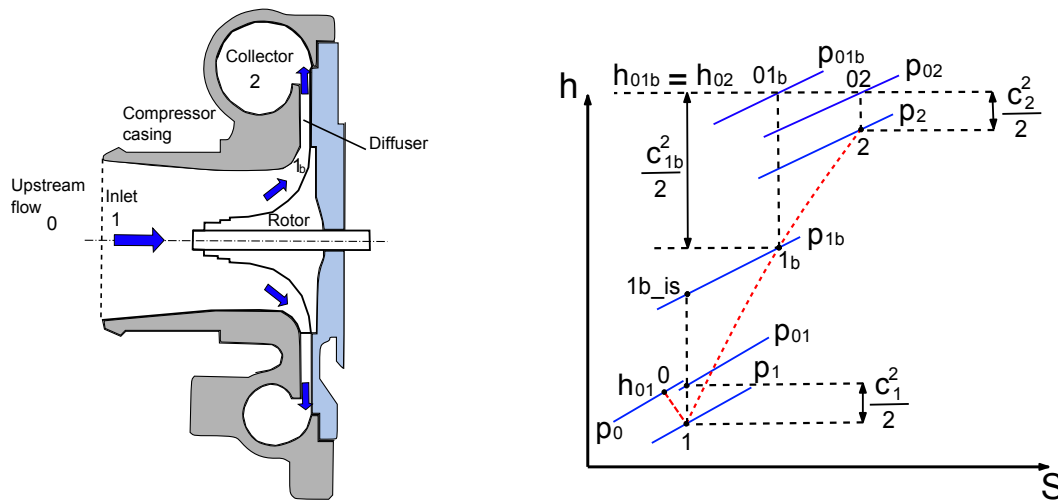 Collector
2
Compressor
casing
Diffuser
1b
Upstream
flow
0
Inlet
1
Rotor
h
h01b = h02
01b
p01b
02
p02
c2²/2
p2
2
c1b²/2
p1b
1b
1b_is
p01
0
h01
p1
c1²/2
p0
1
S